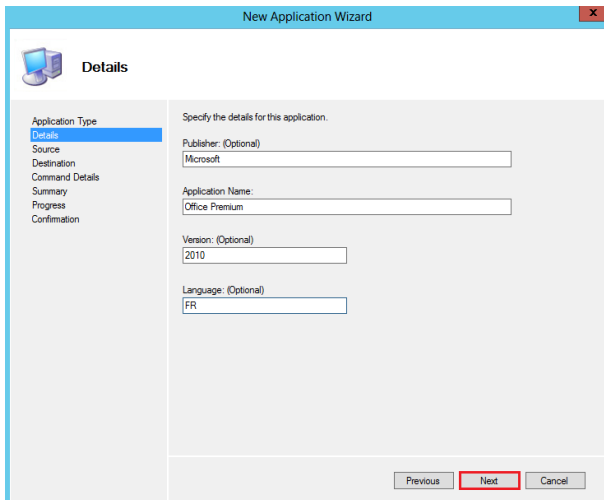 New Application Wizard
x
Details
Application Type
Details
Source
Destination
Command Details
Summary
Progress
Confirmation
Specify the details for this application.
Publisher: (Optional)
Microsoft
Application Name:
Office Premium
Version: (Optional)
2010
Language: (Optional)
FR
Previous
Next
Cancel